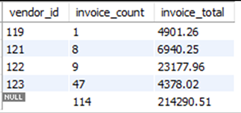 vendor_id invoice_count invoice_total
119 1 4901.26
121 8 6940.25
122 9 23177.96
123 47 4378.02
NULL 114 214290.51